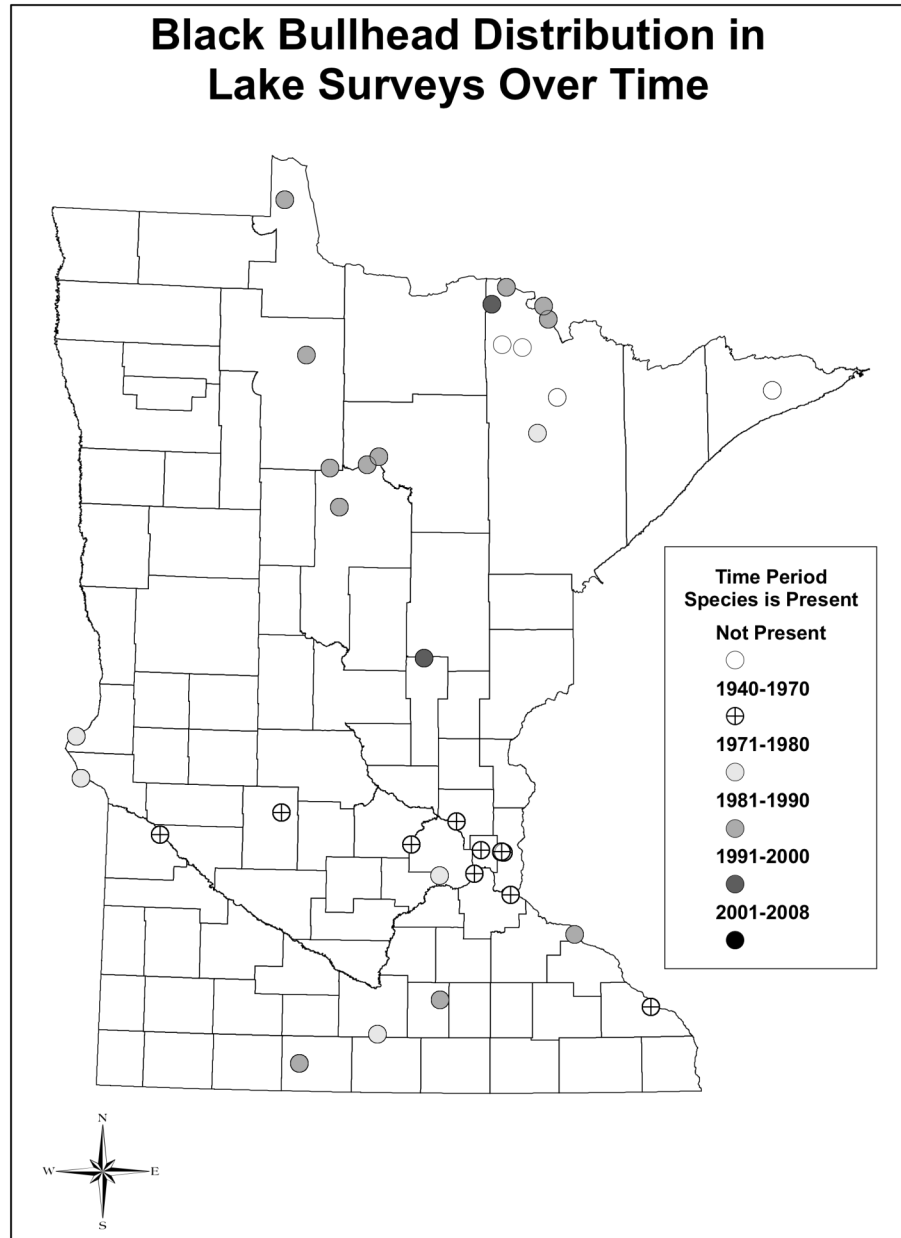 Black Bullhead Distribution in
Lake Surveys Over Time
Time Period
Species is Present
Not Present
1940-1970
1971-1980
1981-1990
1991-2000
2001-2008
N
W E
S